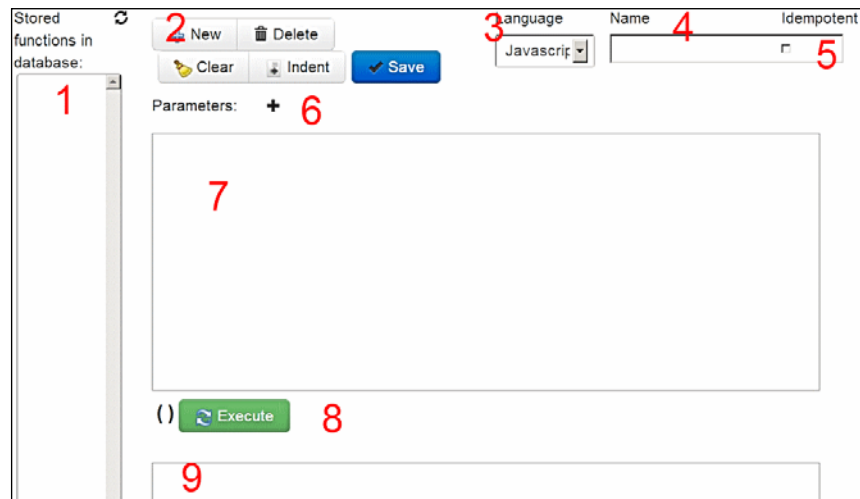 Stored
functions in
database:
1
2
New
Delete
Clear
Indent
Save
3
Language
Javascrip
Name
4
Idempotent
5
Parameters: +
6
7
() Execute
8
9